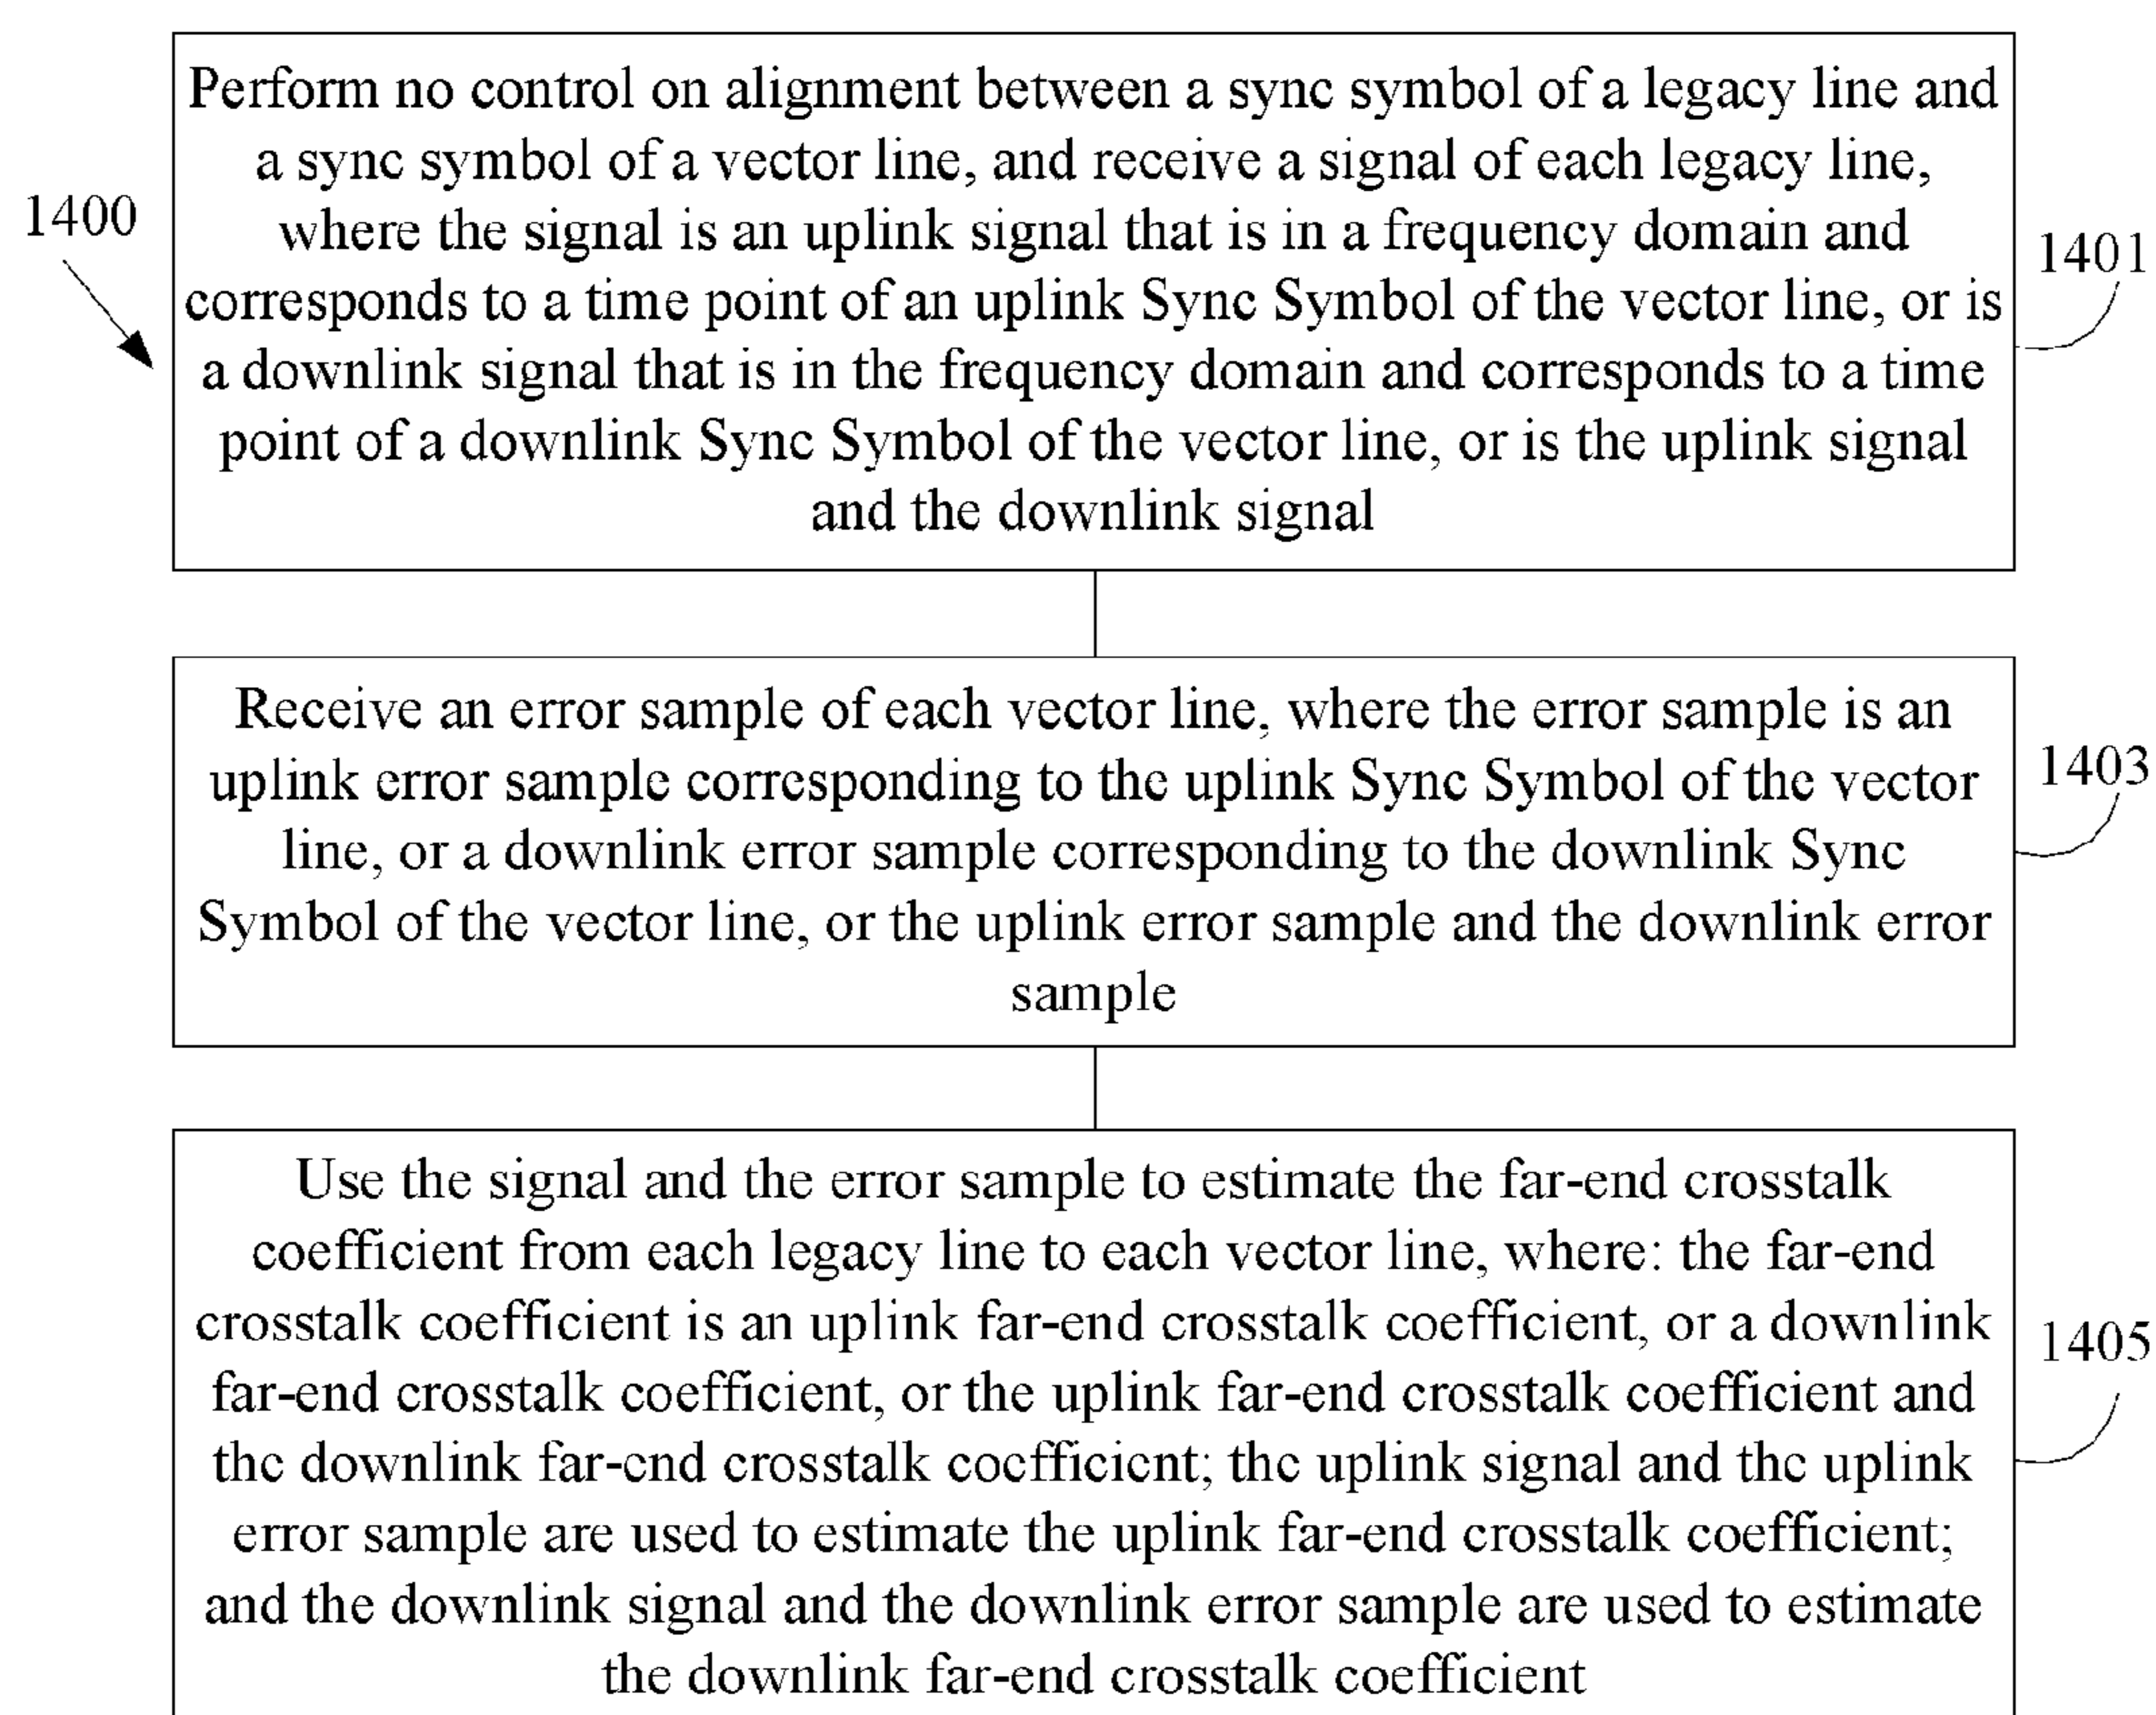 Perform no control on alignment between a sync symbol of a legacy line and
a sync symbol of a vector line, and receive a signal of each legacy line,
where the signal is an uplink signal that is in a frequency domain and
corresponds to a time point of an uplink Sync Symbol of the vector line, or is
a downlink signal that is in the frequency domain and corresponds to a time
point of a downlink Sync Symbol of the vector line, or is the uplink signal
and the downlink signal
1400
1401
Receive an error sample of each vector line, where the error sample is an
uplink error sample corresponding to the uplink Sync Symbol of the vector
line, or a downlink error sample corresponding to the downlink Sync
Symbol of the vector line, or the uplink error sample and the downlink error
sample
1403
Use the signal and the error sample to estimate the far-end crosstalk
coefficient from each legacy line to each vector line, where: the far-end
crosstalk coefficient is an uplink far-end crosstalk coefficient, or a downlink
far-end crosstalk coefficient, or the uplink far-end crosstalk coefficient and
the downlink far-end crosstalk coefficient; the uplink signal and the uplink
error sample are used to estimate the uplink far-end crosstalk coefficient;
and the downlink signal and the downlink error sample are used to estimate
the downlink far-end crosstalk coefficient
1405